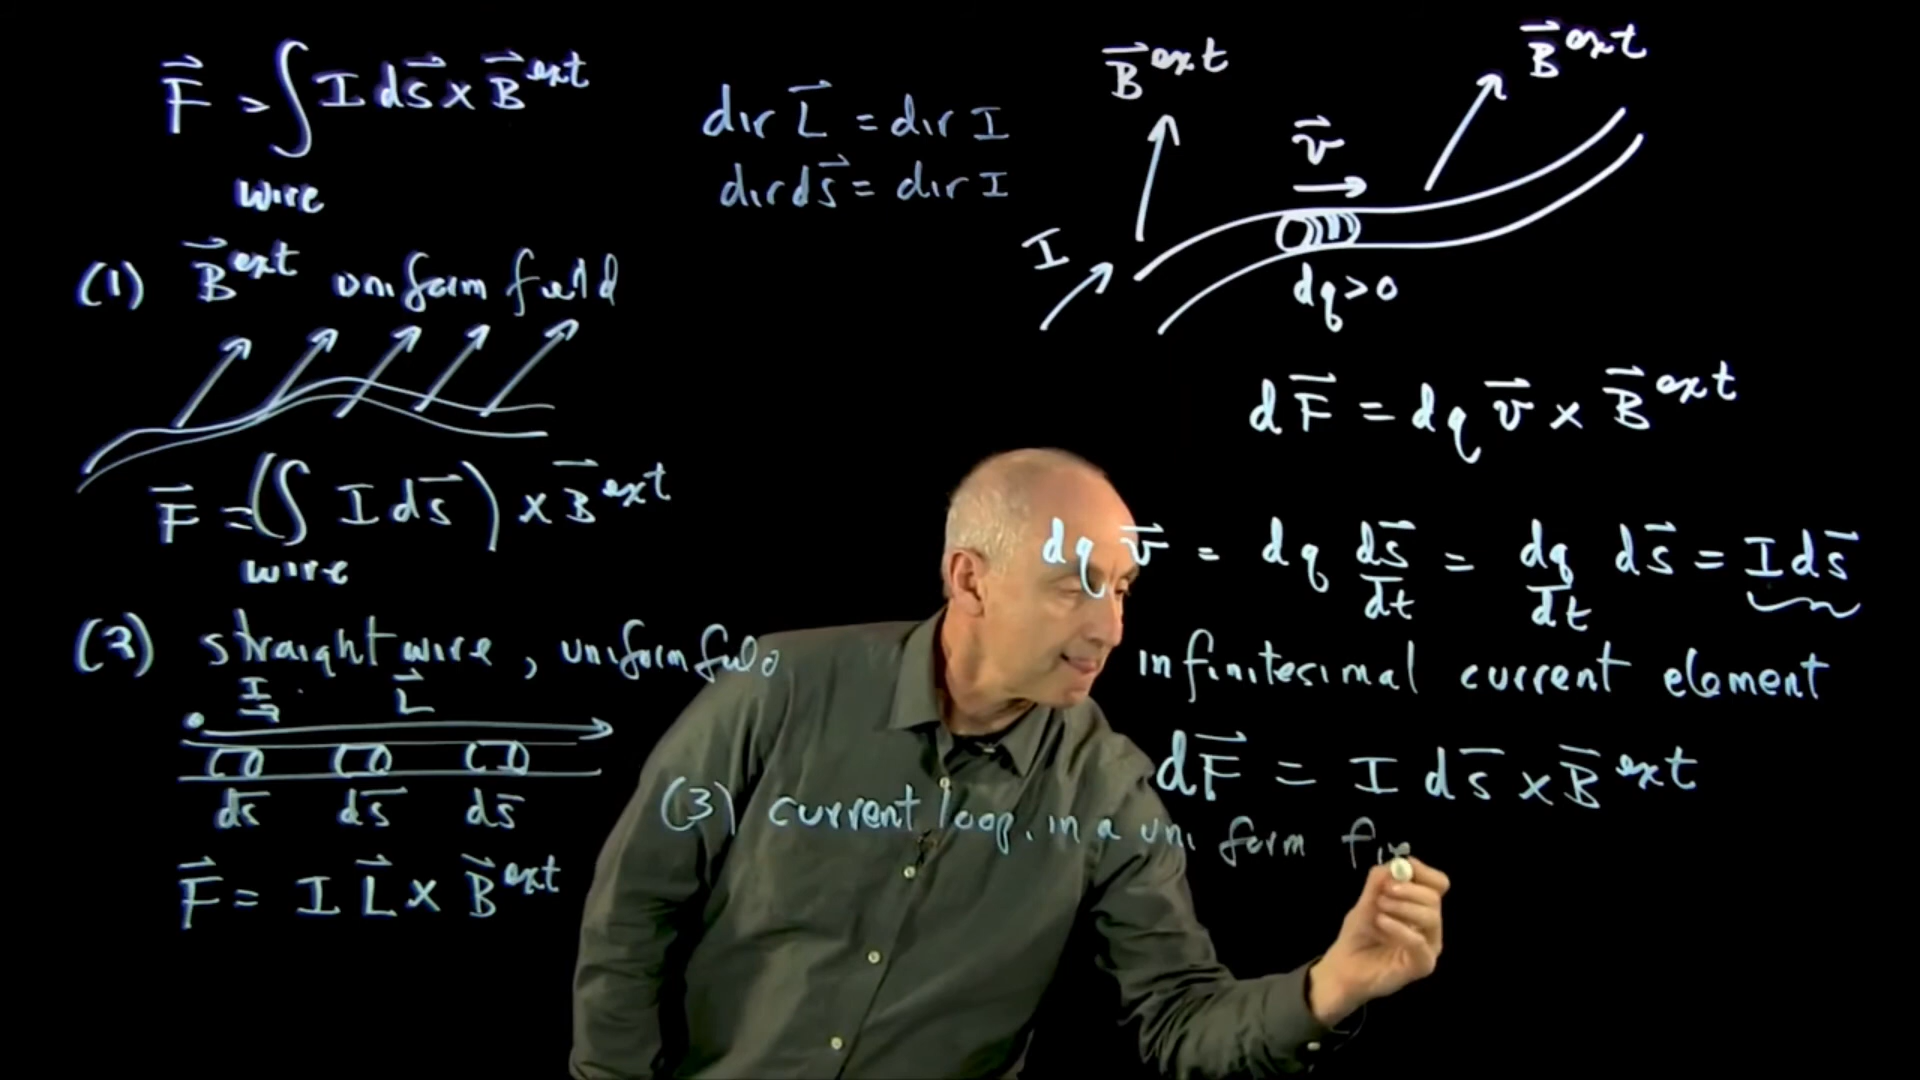 F⃗ = ∫ I ds⃗ × B⃗ᵉˣᵗ
wire
(1) B⃗ᵉˣᵗ uniform field
F⃗ = (∫ I ds⃗) × B⃗ᵉˣᵗ
wire
(2) straight wire, uniform field
I L⃗
ds⃗ ds⃗ ds⃗
F⃗ = I L⃗ × B⃗ᵉˣᵗ
dir L⃗ = dir I
dir ds⃗ = dir I
B⃗ᵉˣᵗ B⃗ᵉˣᵗ
v⃗
I
dq > 0
dF⃗ = dq v⃗ × B⃗ᵉˣᵗ
dq v⃗ = dq ds⃗/dt = dq/dt ds⃗ = I ds⃗
infinitesimal current element
dF⃗ = I ds⃗ × B⃗ᵉˣᵗ
(3) current loop, in a uniform